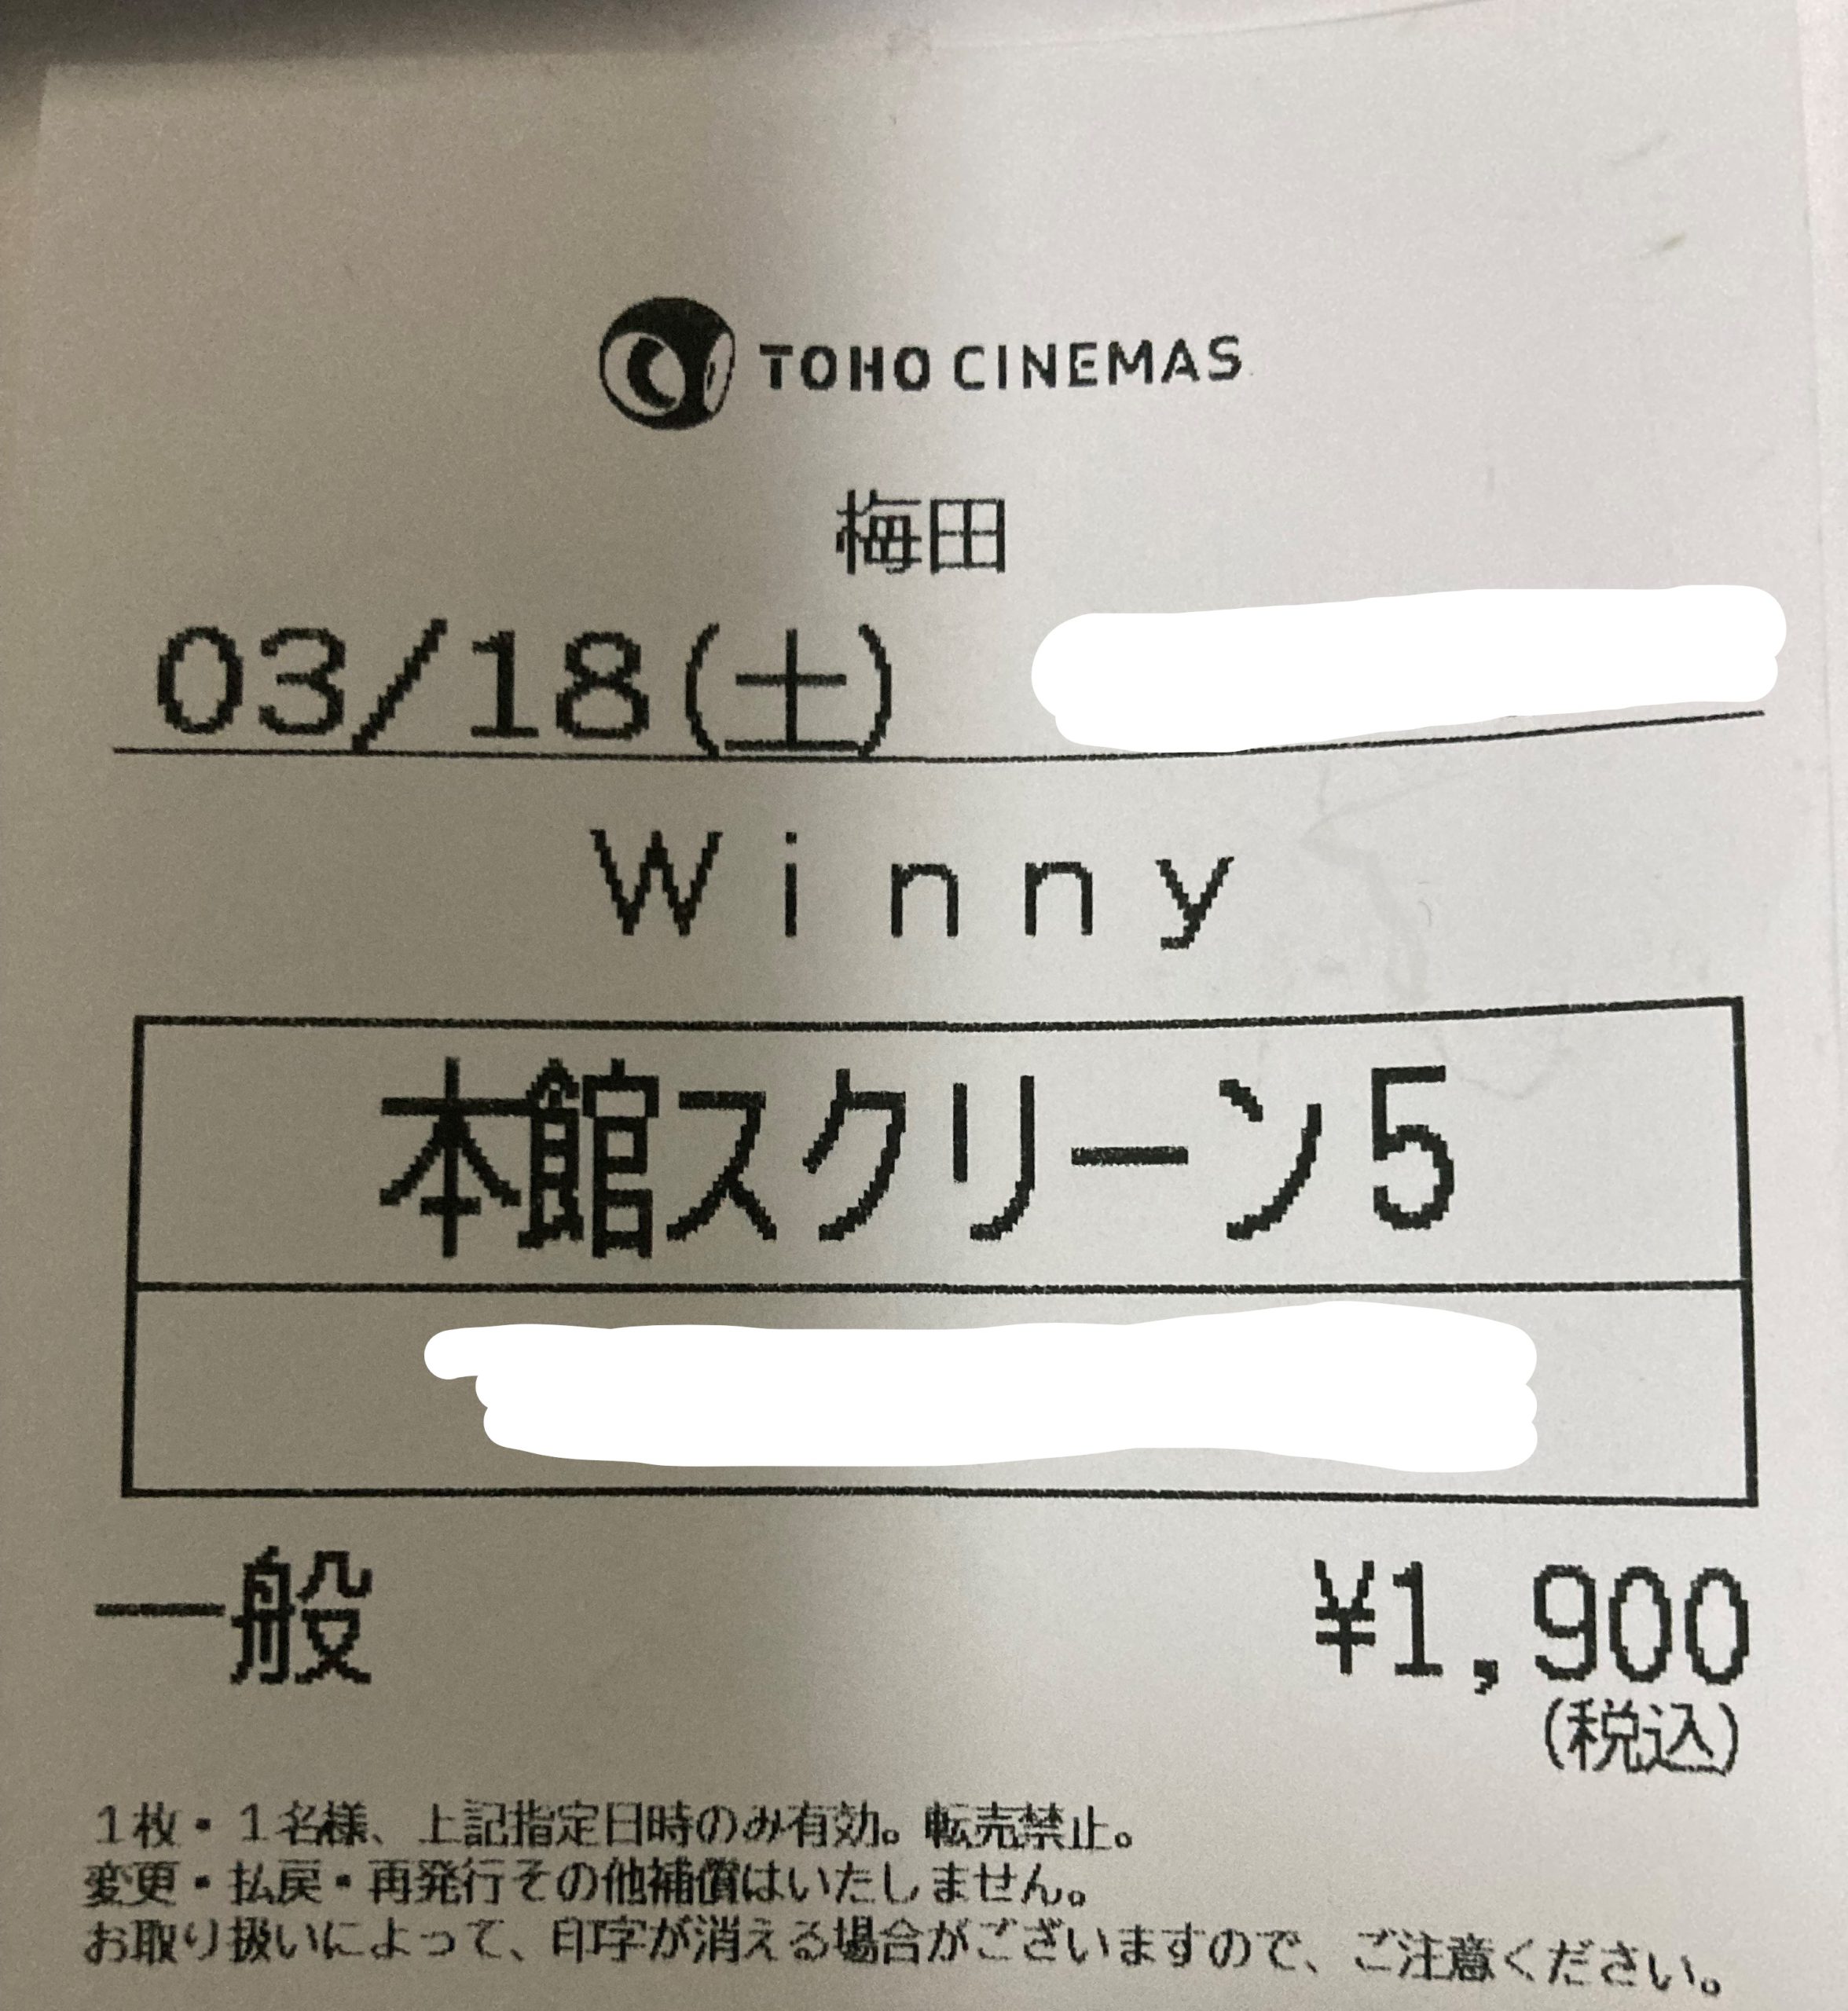 TOHO CINEMAS
梅田
03/18(土)
Winny
本館スクリーン5
一般 ¥1,900
(税込)
1枚・1名様、上記指定日時のみ有効。転売禁止。
変更・払戻・再発行その他補償はいたしません。
お取り扱いによって、印字が消える場合がございますので、ご注意ください。